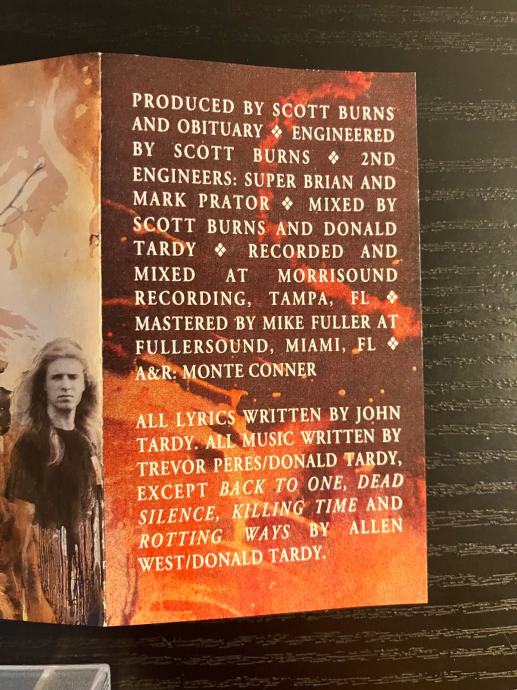 PRODUCED BY SCOTT BURNS
AND OBITUARY ❖ ENGINEERED
BY SCOTT BURNS ❖ 2ND
ENGINEERS: SUPER BRIAN AND
MARK PRATOR ❖ MIXED BY
SCOTT BURNS AND DONALD
TARDY ❖ RECORDED AND
MIXED AT MORRISOUND
RECORDING, TAMPA, FL ❖
MASTERED BY MIKE FULLER AT
FULLERSOUND, MIAMI, FL ❖
A&R: MONTE CONNER
ALL LYRICS WRITTEN BY JOHN
TARDY. ALL MUSIC WRITTEN BY
TREVOR PERES/DONALD TARDY,
EXCEPT BACK TO ONE, DEAD
SILENCE, KILLING TIME AND
ROTTING WAYS BY ALLEN
WEST/DONALD TARDY.